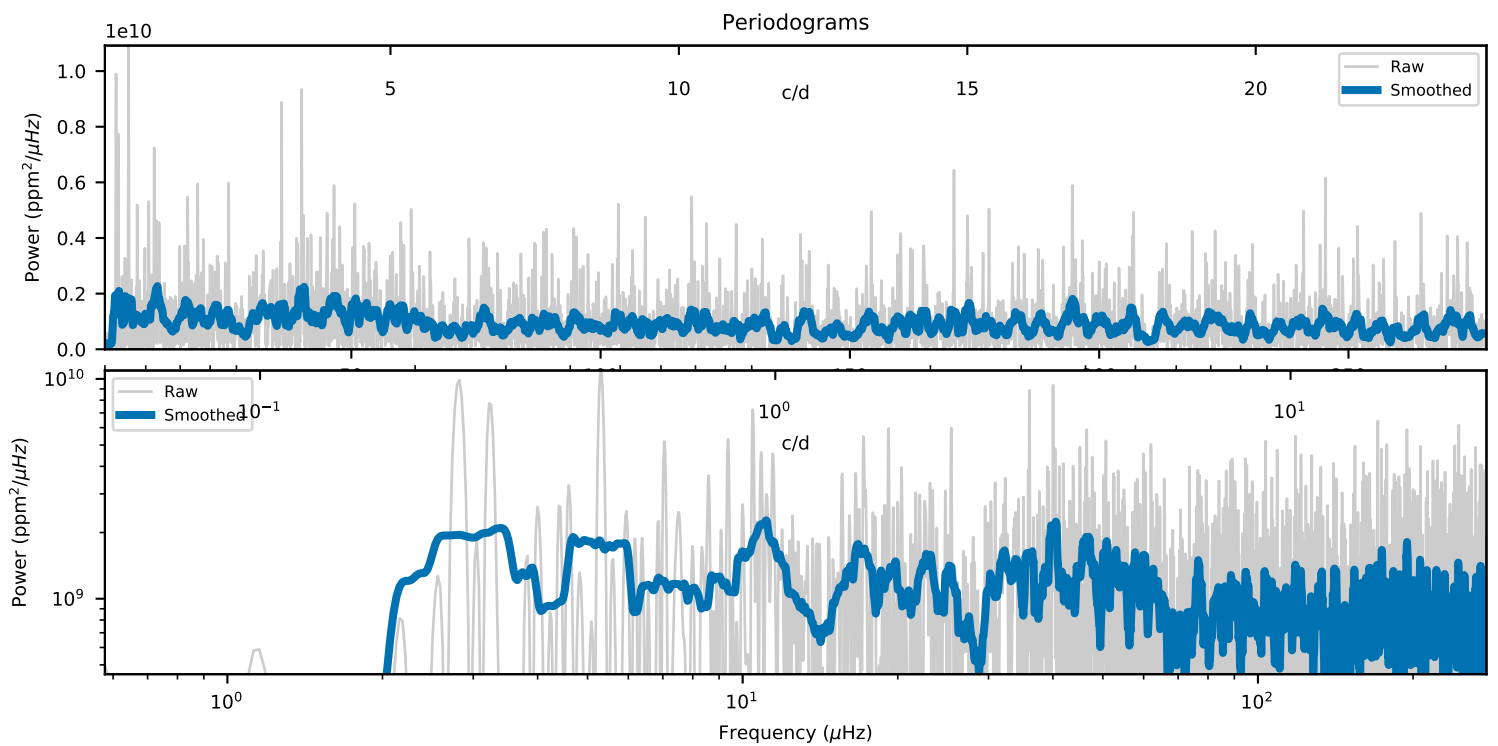 Periodograms
1e10
1.0
0.8
0.6
0.4
0.2
0.0
Power (ppm²/μHz)
5 10 15 20
c/d
Raw
Smoothed
10¹⁰
10⁹
Power (ppm²/μHz)
Raw
Smoothed
10⁻¹ 10⁰ 10¹
c/d
10⁰ 10¹ 10²
Frequency (μHz)